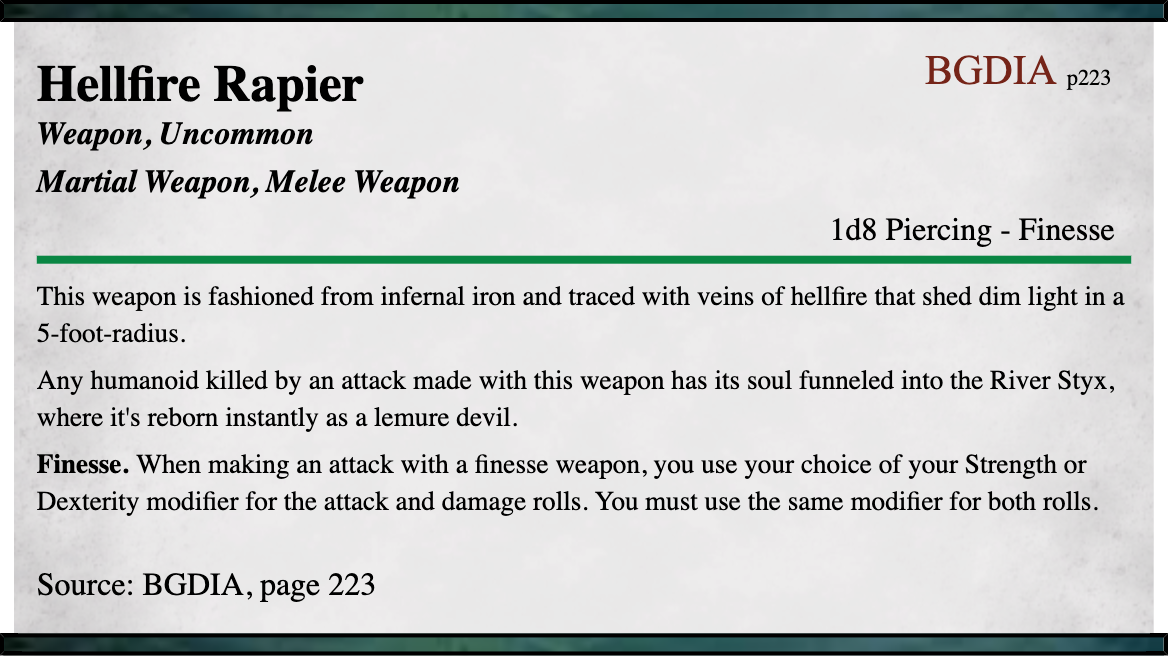 Hellfire Rapier
BGDIA p223
Weapon, Uncommon
Martial Weapon, Melee Weapon
1d8 Piercing - Finesse
This weapon is fashioned from infernal iron and traced with veins of hellfire that shed dim light in a
5-foot-radius.
Any humanoid killed by an attack made with this weapon has its soul funneled into the River Styx,
where it's reborn instantly as a lemure devil.
Finesse. When making an attack with a finesse weapon, you use your choice of your Strength or
Dexterity modifier for the attack and damage rolls. You must use the same modifier for both rolls.
Source: BGDIA, page 223